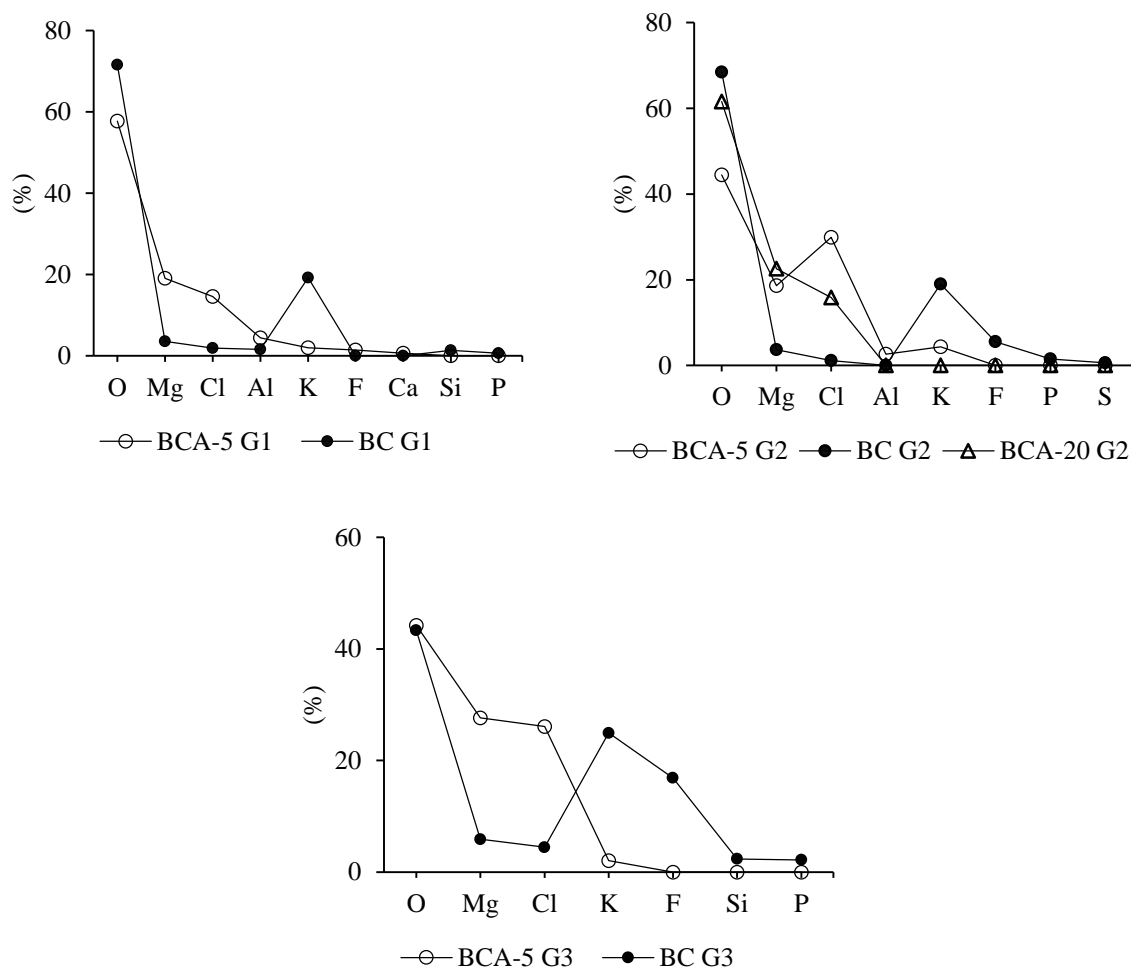 80
60
40
20
0
(%)
O Mg Cl Al K F Ca Si P
BCA-5 G1 BC G1
80
60
40
20
0
(%)
O Mg Cl Al K F P S
BCA-5 G2 BC G2 BCA-20 G2
60
40
20
0
(%)
O Mg Cl K F Si P
BCA-5 G3 BC G3